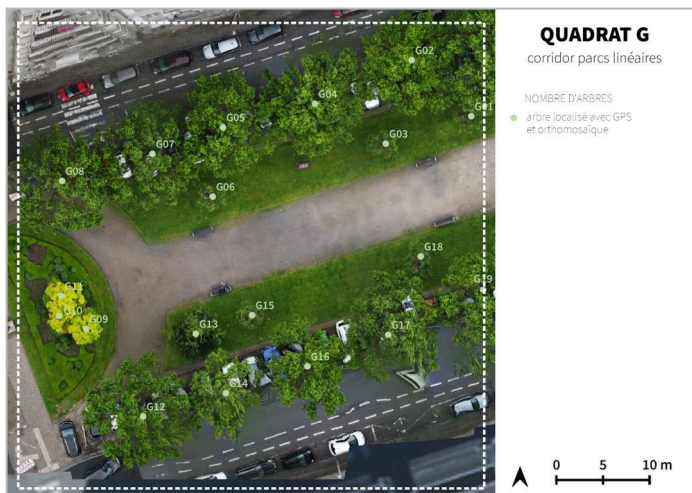 QUADRAT G
corridor parcs linéaires
NOMBRE D'ARBRES
arbre localisé avec GPS
et orthomosaïque
G02
G04
G01
G05
G03
G07
G08
G06
G18
G19
G11
G10
G09
G15
G13
G17
G16
G14
G12
0 5 10 m